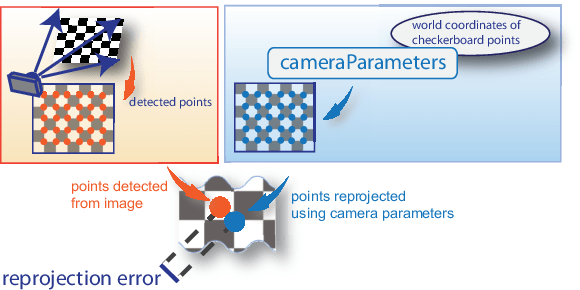 detected points
world coordinates of
checkerboard points
cameraParameters
points detected
from image
points reprojected
using camera parameters
reprojection error